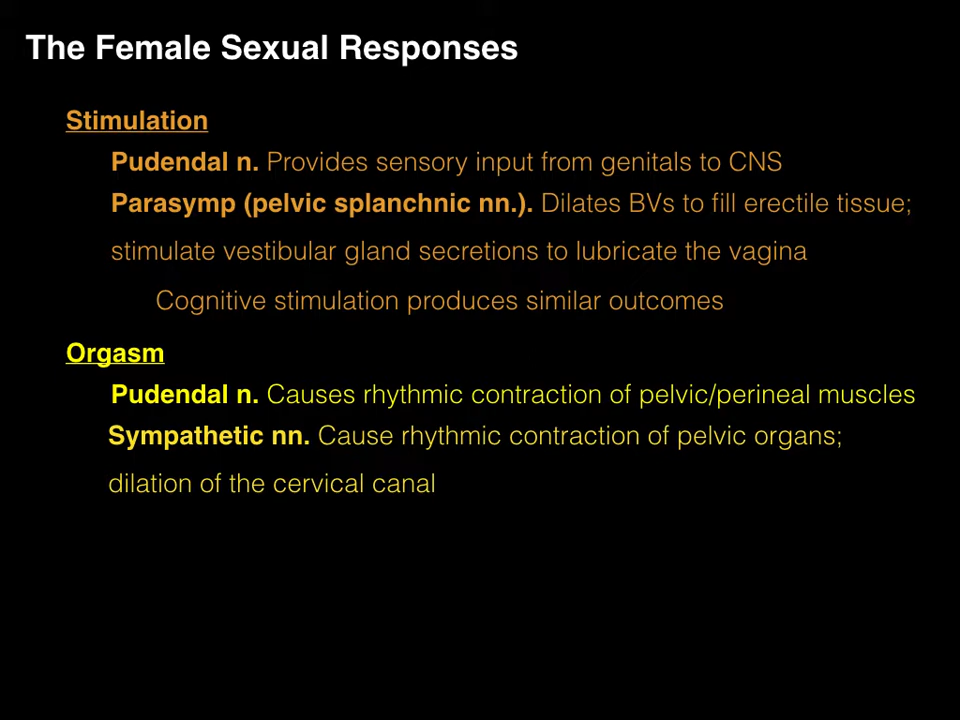 The Female Sexual Responses
Stimulation
Pudendal n. Provides sensory input from genitals to CNS
Parasymp (pelvic splanchnic nn.). Dilates BVs to fill erectile tissue;
stimulate vestibular gland secretions to lubricate the vagina
Cognitive stimulation produces similar outcomes
Orgasm
Pudendal n. Causes rhythmic contraction of pelvic/perineal muscles
Sympathetic nn. Cause rhythmic contraction of pelvic organs;
dilation of the cervical canal